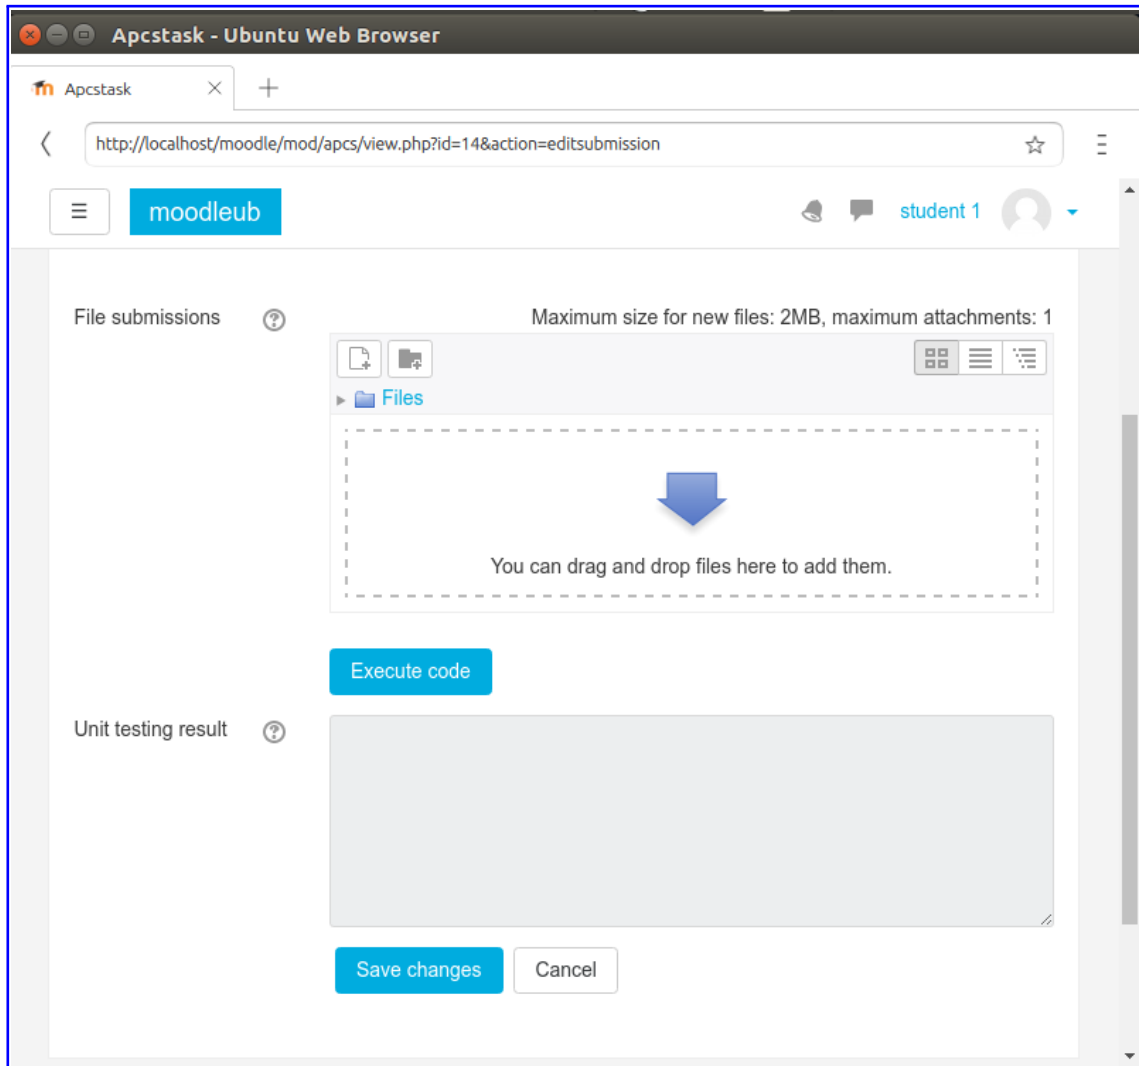 Apcstask - Ubuntu Web Browser
Apcstask
http://localhost/moodle/mod/apcs/view.php?id=14&action=editsubmission
moodleub
student 1
File submissions
Maximum size for new files: 2MB, maximum attachments: 1
Files
You can drag and drop files here to add them.
Execute code
Unit testing result
Save changes
Cancel